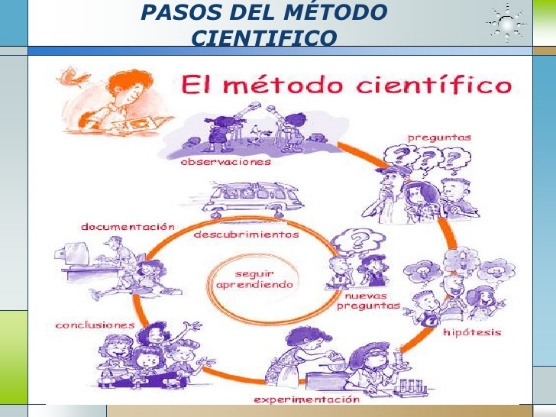 PASOS DEL MÉTODO
CIENTIFICO
El método científico
observaciones
preguntas
hipótesis
experimentación
conclusiones
documentación
descubrimientos
nuevas
preguntas
seguir
aprendiendo